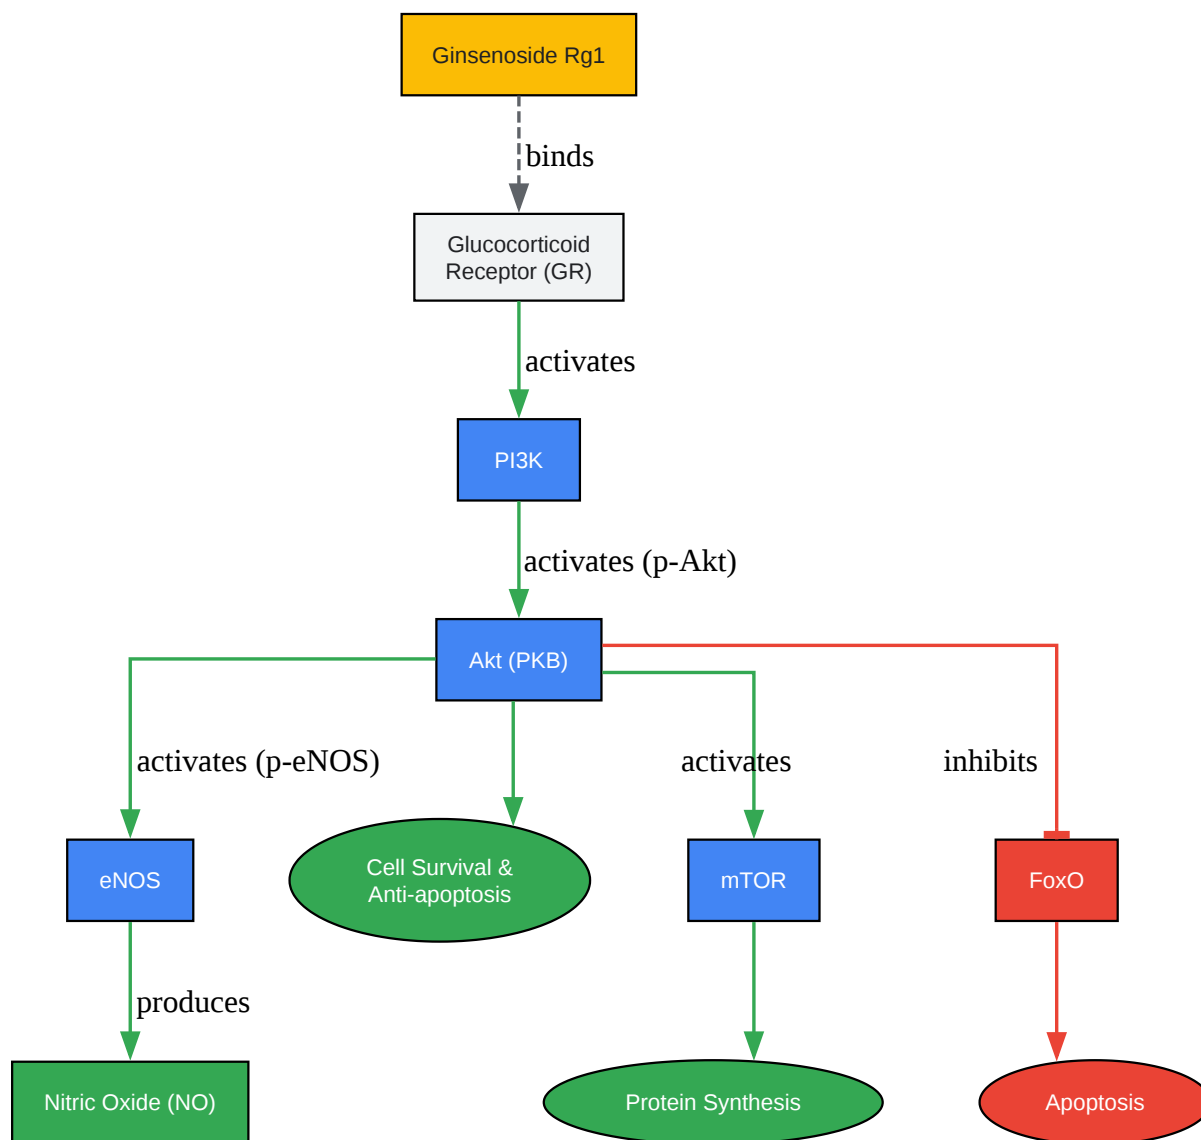 Ginsenoside Rg1
binds
Glucocorticoid
Receptor (GR)
activates
PI3K
activates (p-Akt)
Akt (PKB)
activates (p-eNOS)
activates
inhibits
eNOS
Cell Survival &
Anti-apoptosis
mTOR
FoxO
produces
Nitric Oxide (NO)
Protein Synthesis
Apoptosis